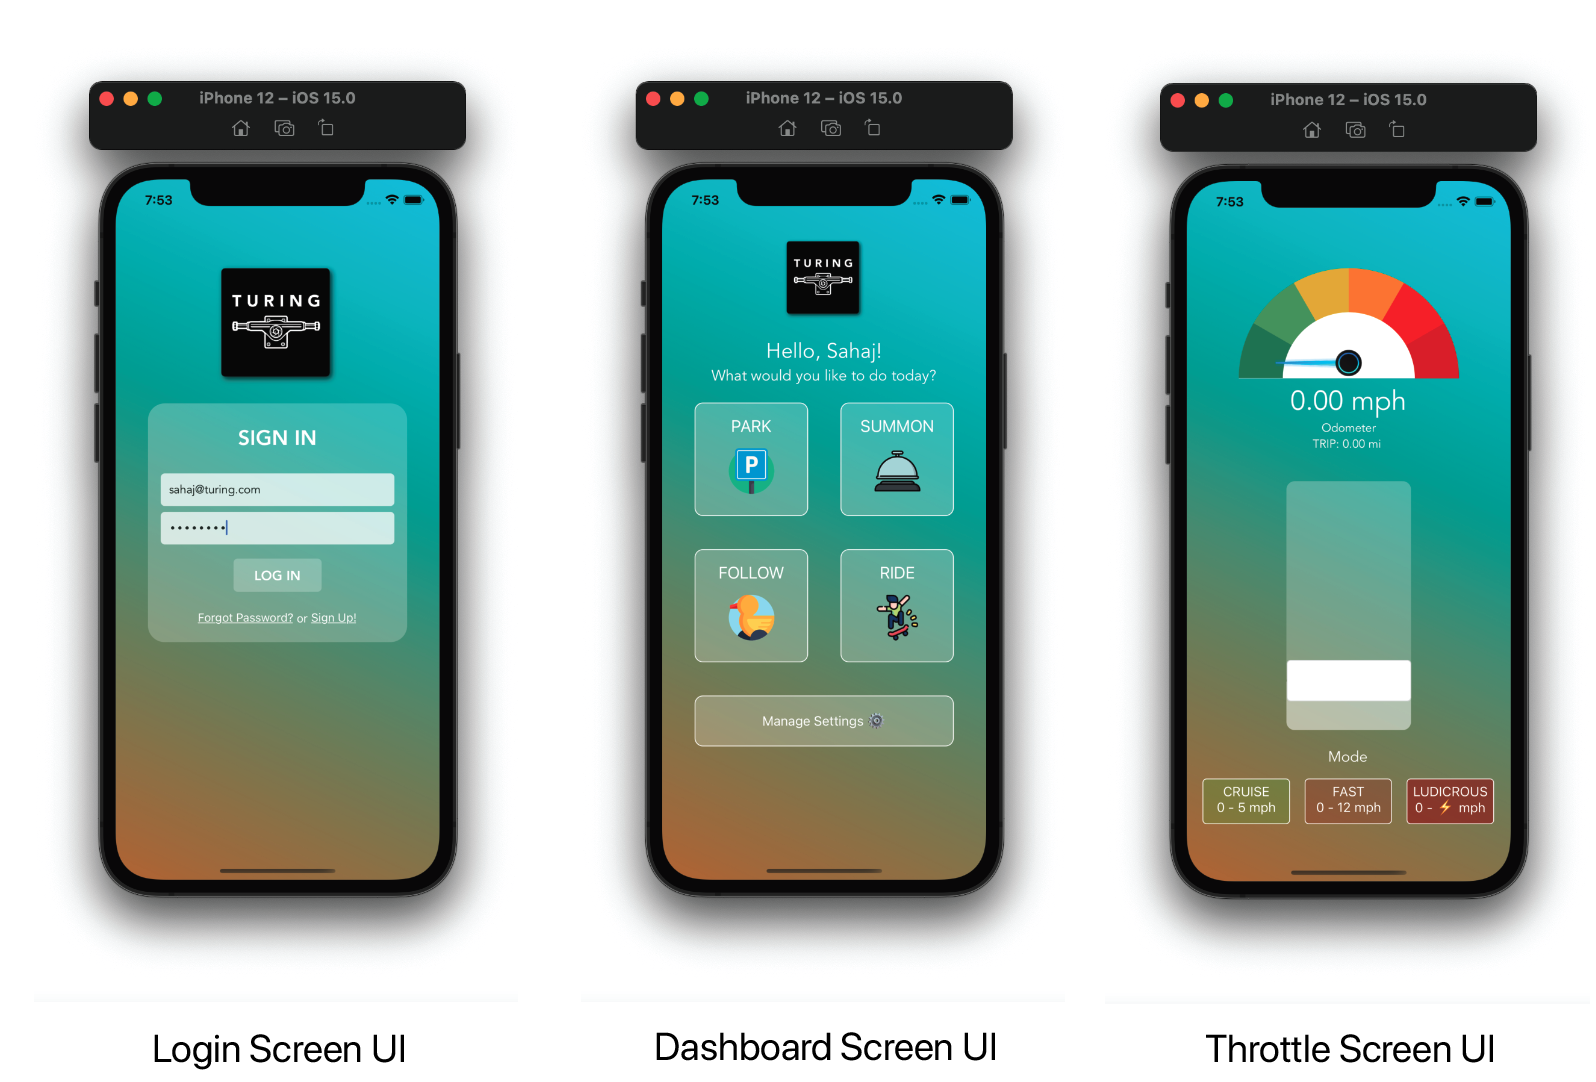 iPhone 12 – iOS 15.0
7:53
TURING
SIGN IN
sahaj@turing.com
••••••••
LOG IN
Forgot Password? or Sign Up!
Login Screen UI
iPhone 12 – iOS 15.0
7:53
TURING
Hello, Sahaj!
What would you like to do today?
PARK
P
SUMMON
FOLLOW
RIDE
Manage Settings ⚙️
Dashboard Screen UI
iPhone 12 – iOS 15.0
7:53
0.00 mph
Odometer
TRIP: 0.00 mi
Mode
CRUISE
0 - 5 mph
FAST
0 - 12 mph
LUDICROUS
0 - ⚡ mph
Throttle Screen UI